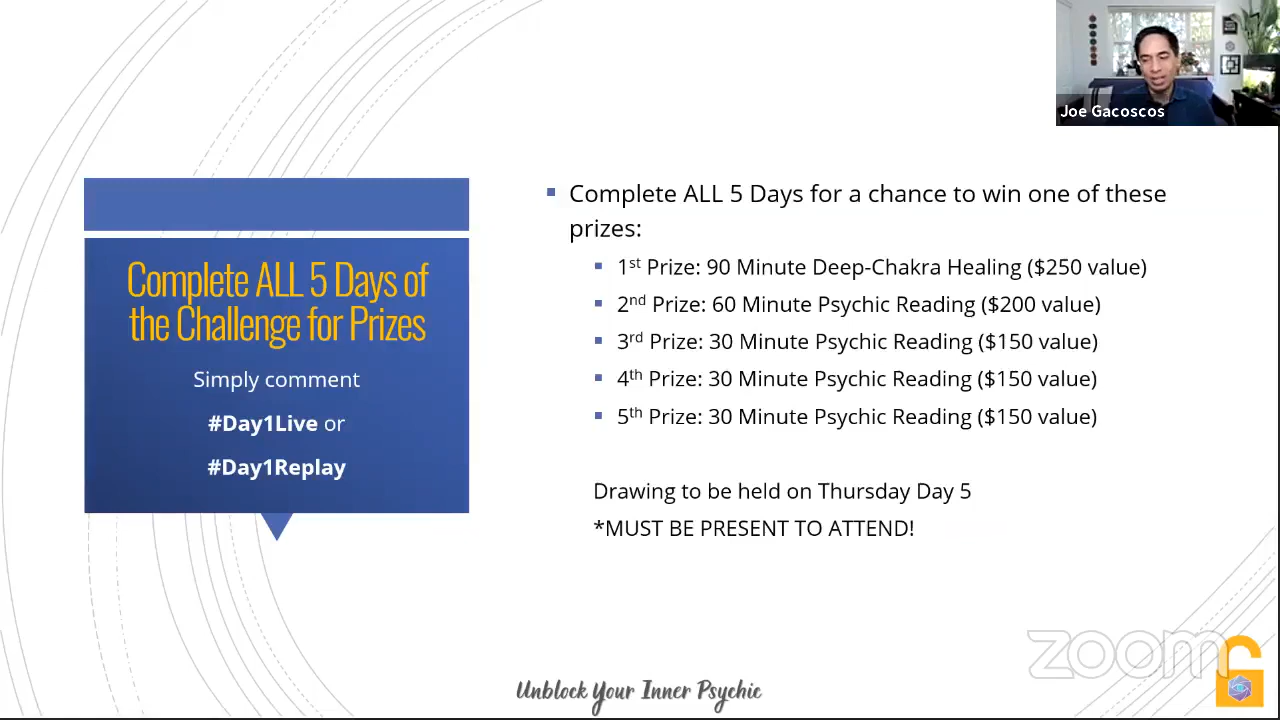 Joe Gacoscos
Complete ALL 5 Days of
the Challenge for Prizes
Simply comment
#Day1Live or
#Day1Replay
Complete ALL 5 Days for a chance to win one of these
prizes:
1st Prize: 90 Minute Deep-Chakra Healing ($250 value)
2nd Prize: 60 Minute Psychic Reading ($200 value)
3rd Prize: 30 Minute Psychic Reading ($150 value)
4th Prize: 30 Minute Psychic Reading ($150 value)
5th Prize: 30 Minute Psychic Reading ($150 value)
Drawing to be held on Thursday Day 5
*MUST BE PRESENT TO ATTEND!
zoom
Unblock Your Inner Psychic